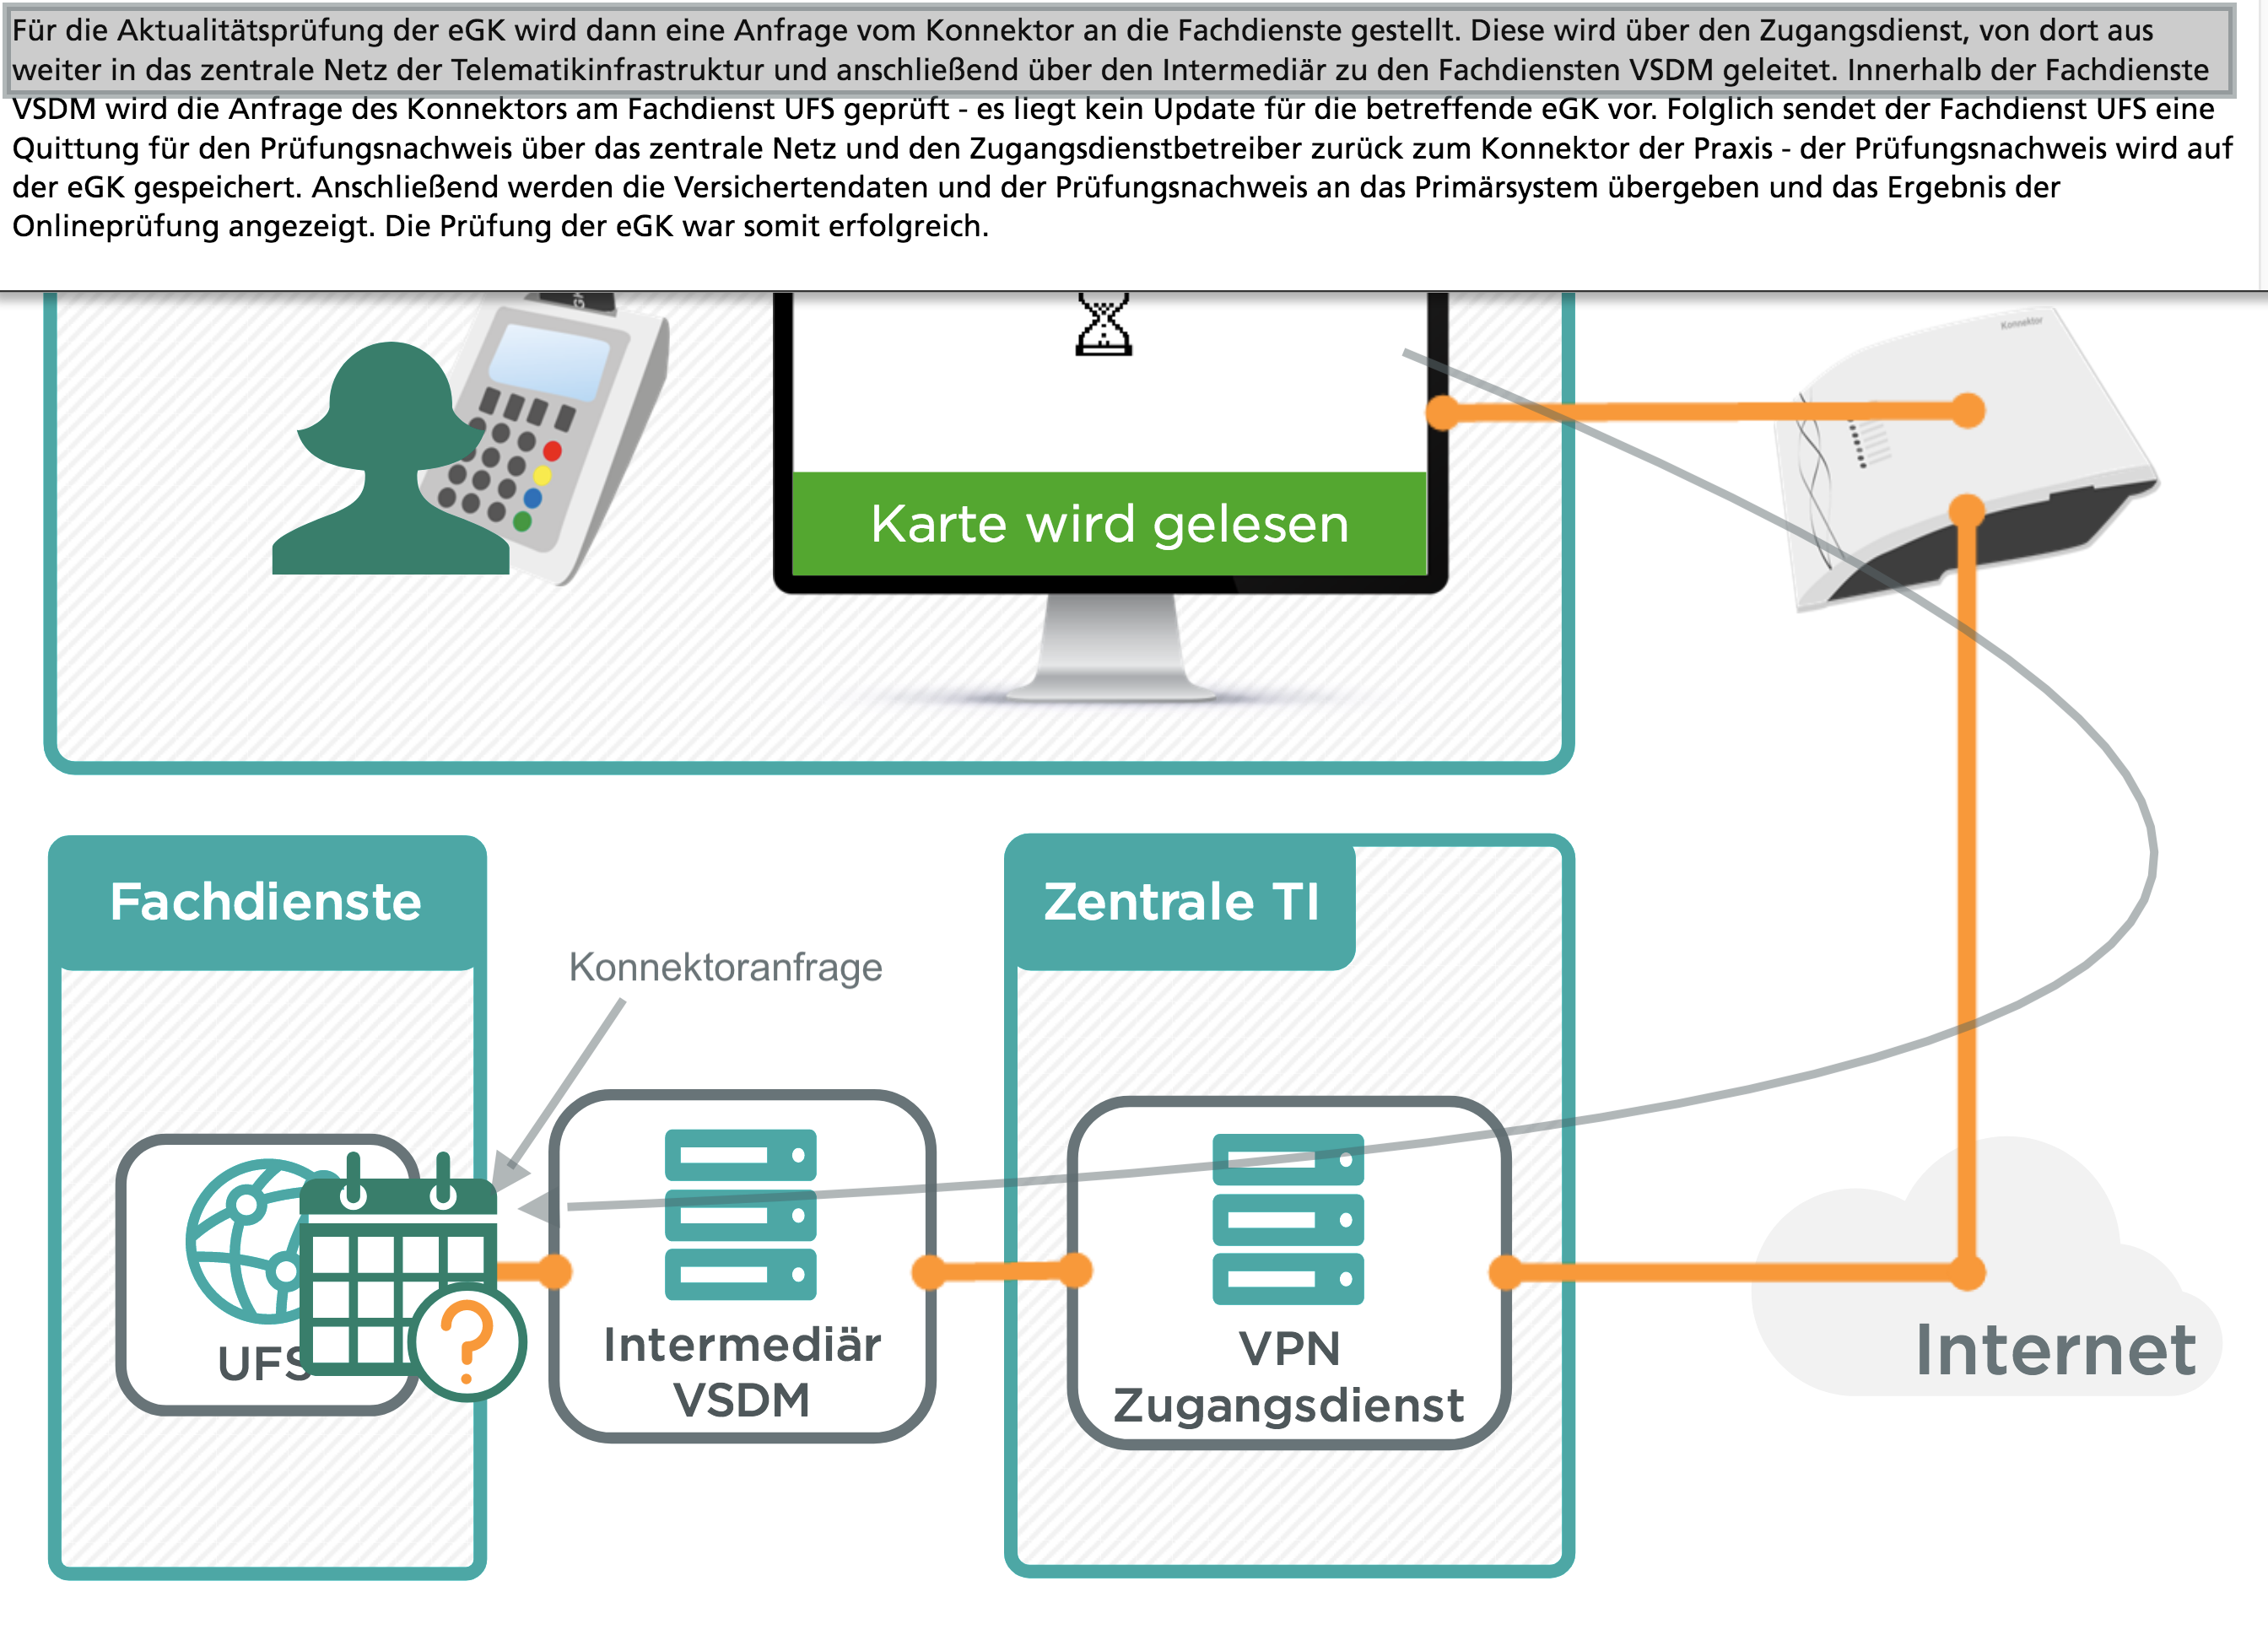 Für die Aktualitätsprüfung der eGK wird dann eine Anfrage vom Konnektor an die Fachdienste gestellt. Diese wird über den Zugangsdienst, von dort aus
weiter in das zentrale Netz der Telematikinfrastruktur und anschließend über den Intermediär zu den Fachdiensten VSDM geleitet. Innerhalb der Fachdienste
VSDM wird die Anfrage des Konnektors am Fachdienst UFS geprüft - es liegt kein Update für die betreffende eGK vor. Folglich sendet der Fachdienst UFS eine
Quittung für den Prüfungsnachweis über das zentrale Netz und den Zugangsdienstbetreiber zurück zum Konnektor der Praxis - der Prüfungsnachweis wird auf
der eGK gespeichert. Anschließend werden die Versichertendaten und der Prüfungsnachweis an das Primärsystem übergeben und das Ergebnis der
Onlineprüfung angezeigt. Die Prüfung der eGK war somit erfolgreich.
Konnektor
Karte wird gelesen
Fachdienste
Zentrale TI
Konnektoranfrage
UFS
Intermediär
VSDM
VPN
Zugangsdienst
Internet